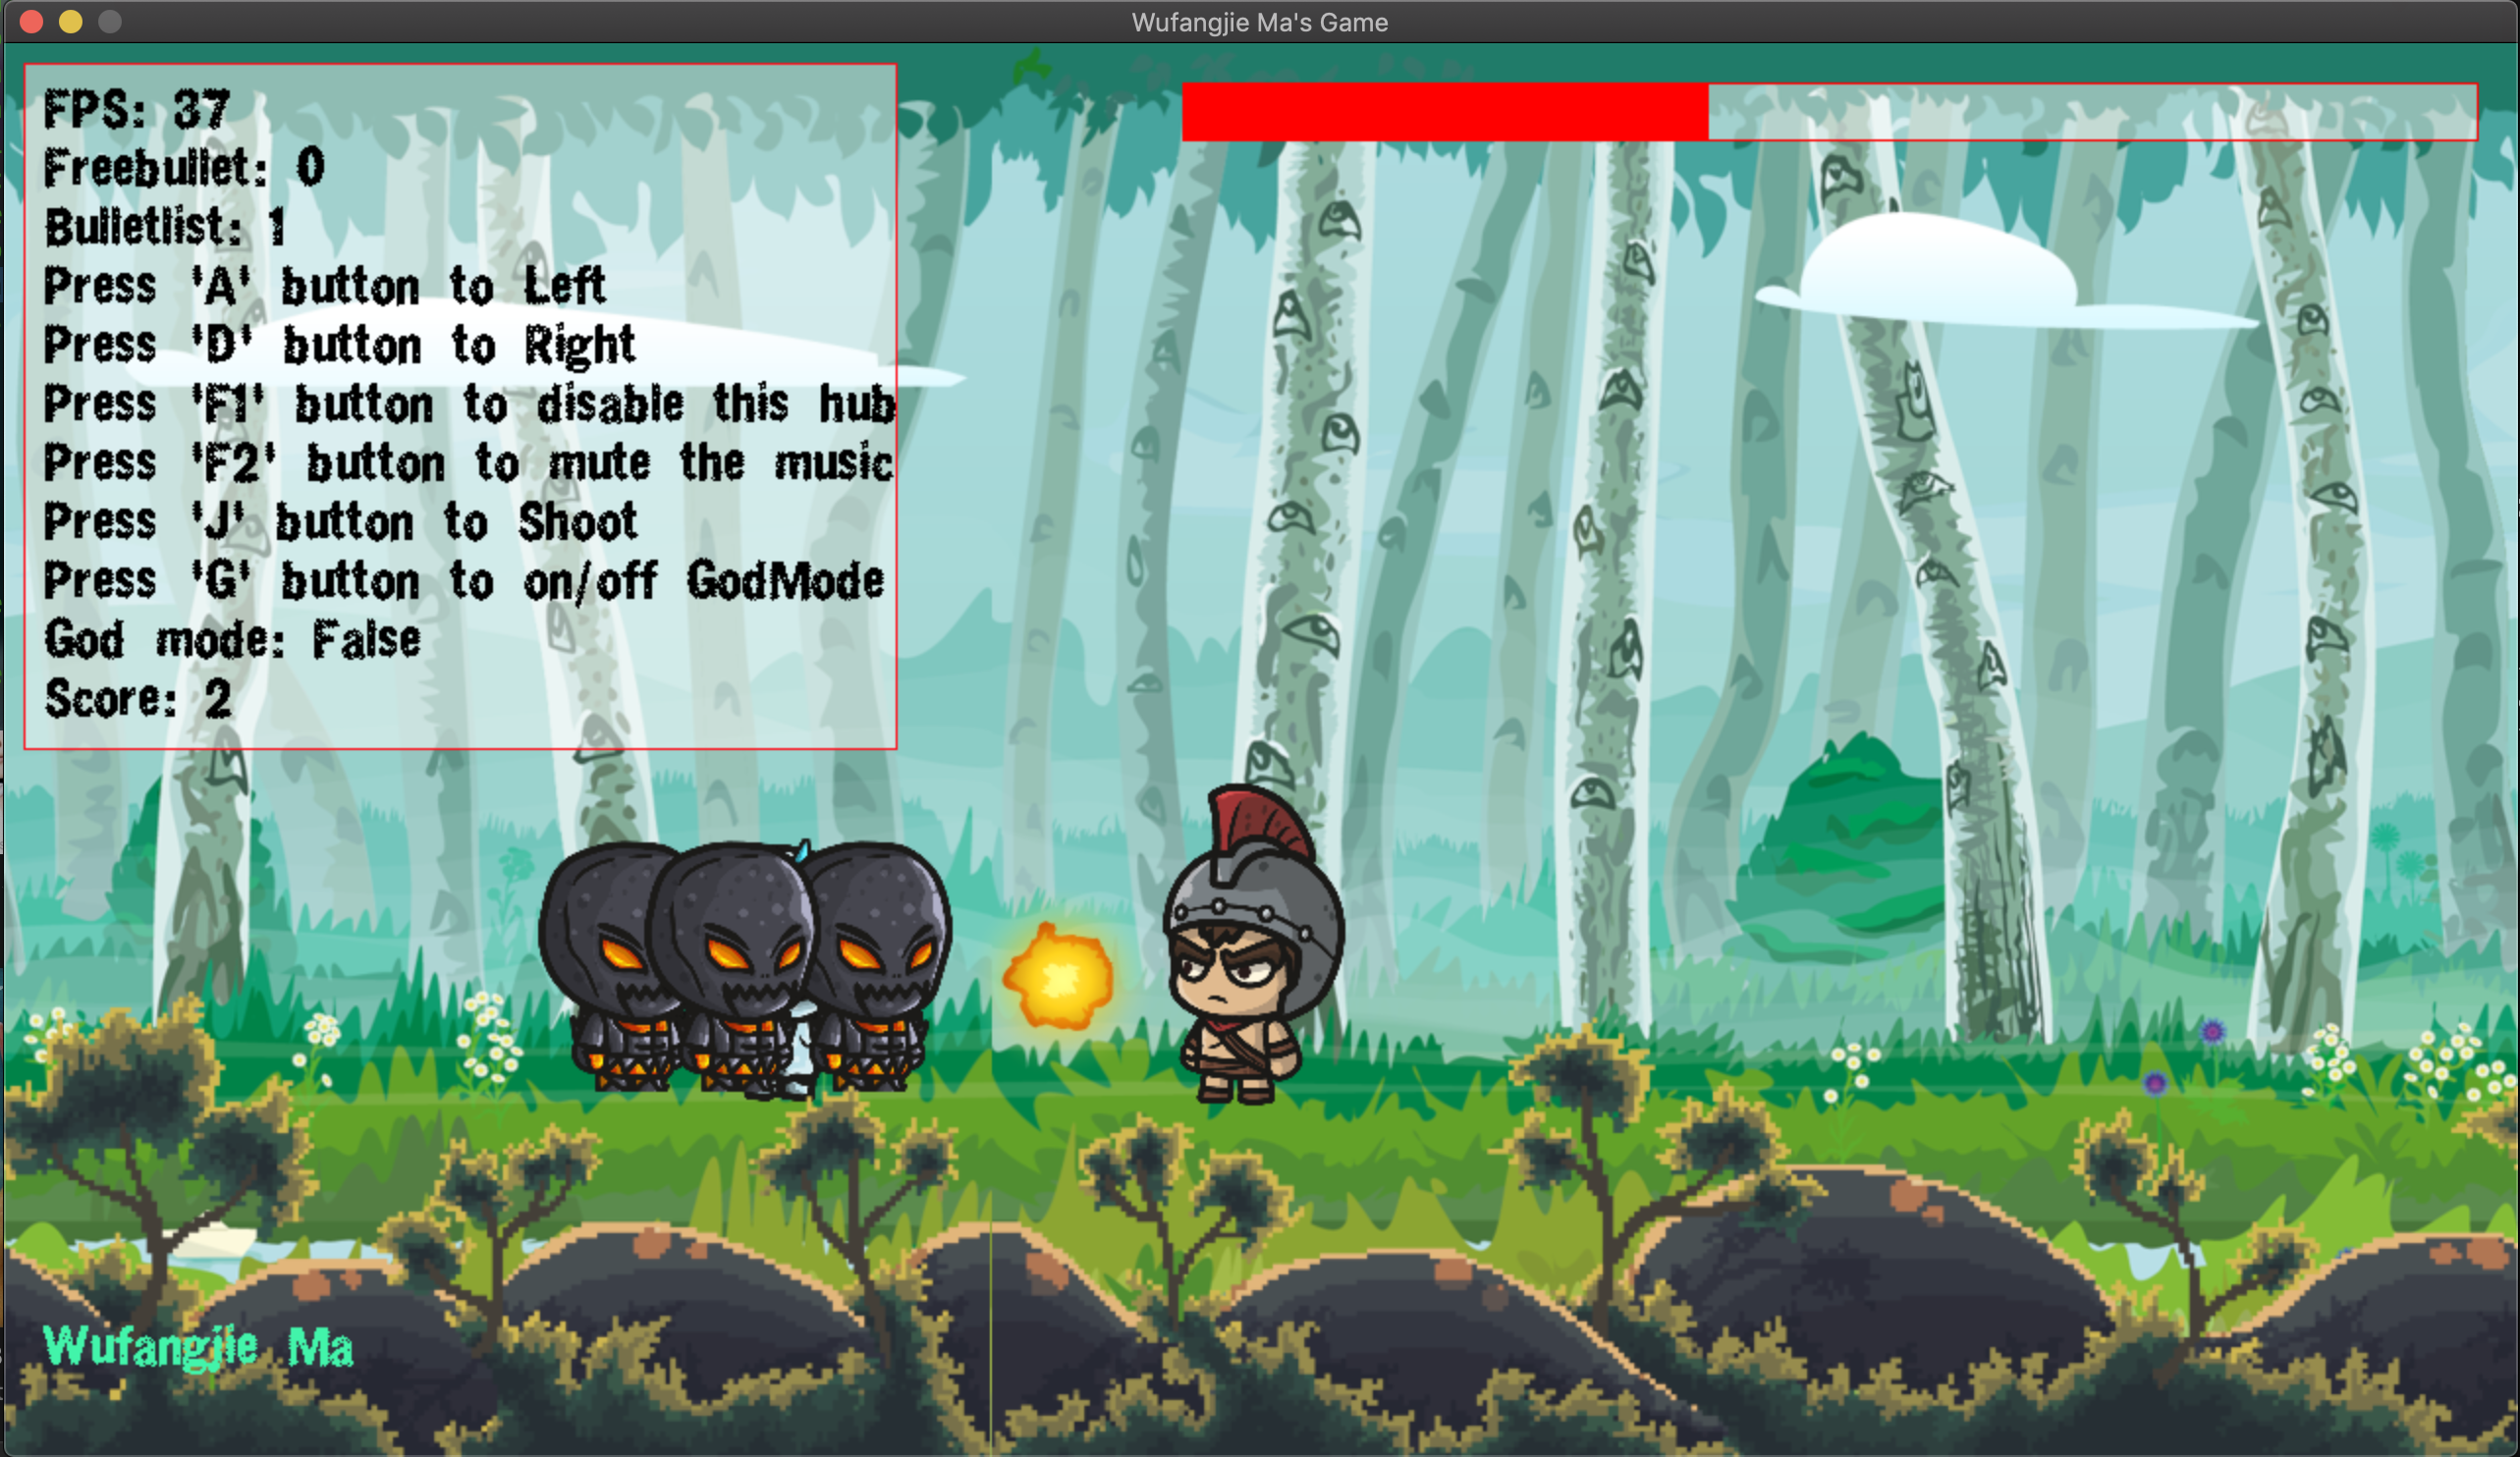 Wufangjie Ma's Game
FPS: 37
Freebullet: 0
Bulletlist: 1
Press 'A' button to Left
Press 'D' button to Right
Press 'F1' button to disable this hub
Press 'F2' button to mute the music
Press 'J' button to Shoot
Press 'G' button to on/off GodMode
God mode: False
Score: 2
Wufangjie Ma